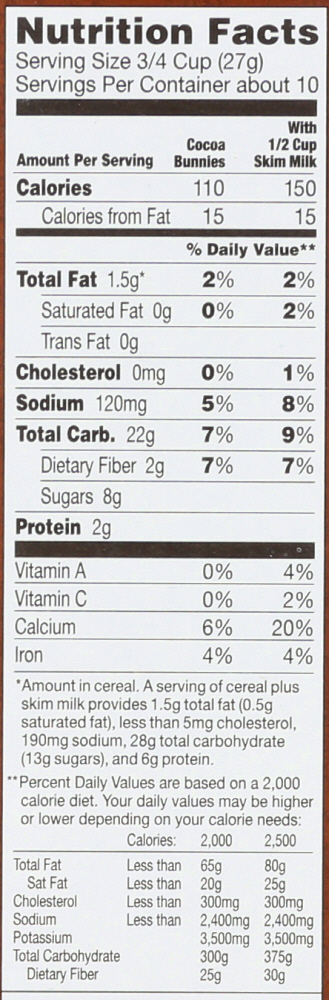 Nutrition Facts
Serving Size 3/4 Cup (27g)
Servings Per Container about 10
Amount Per Serving Cocoa Bunnies With 1/2 Cup Skim Milk
Calories 110 150
Calories from Fat 15 15
% Daily Value**
Total Fat 1.5g* 2% 2%
Saturated Fat 0g 0% 2%
Trans Fat 0g
Cholesterol 0mg 0% 1%
Sodium 120mg 5% 8%
Total Carb. 22g 7% 9%
Dietary Fiber 2g 7% 7%
Sugars 8g
Protein 2g
Vitamin A 0% 4%
Vitamin C 0% 2%
Calcium 6% 20%
Iron 4% 4%
*Amount in cereal. A serving of cereal plus
skim milk provides 1.5g total fat (0.5g
saturated fat), less than 5mg cholesterol,
190mg sodium, 28g total carbohydrate
(13g sugars), and 6g protein.
**Percent Daily Values are based on a 2,000
calorie diet. Your daily values may be higher
or lower depending on your calorie needs:
Calories: 2,000 2,500
Total Fat Less than 65g 80g
Sat Fat Less than 20g 25g
Cholesterol Less than 300mg 300mg
Sodium Less than 2,400mg 2,400mg
Potassium 3,500mg 3,500mg
Total Carbohydrate 300g 375g
Dietary Fiber 25g 30g